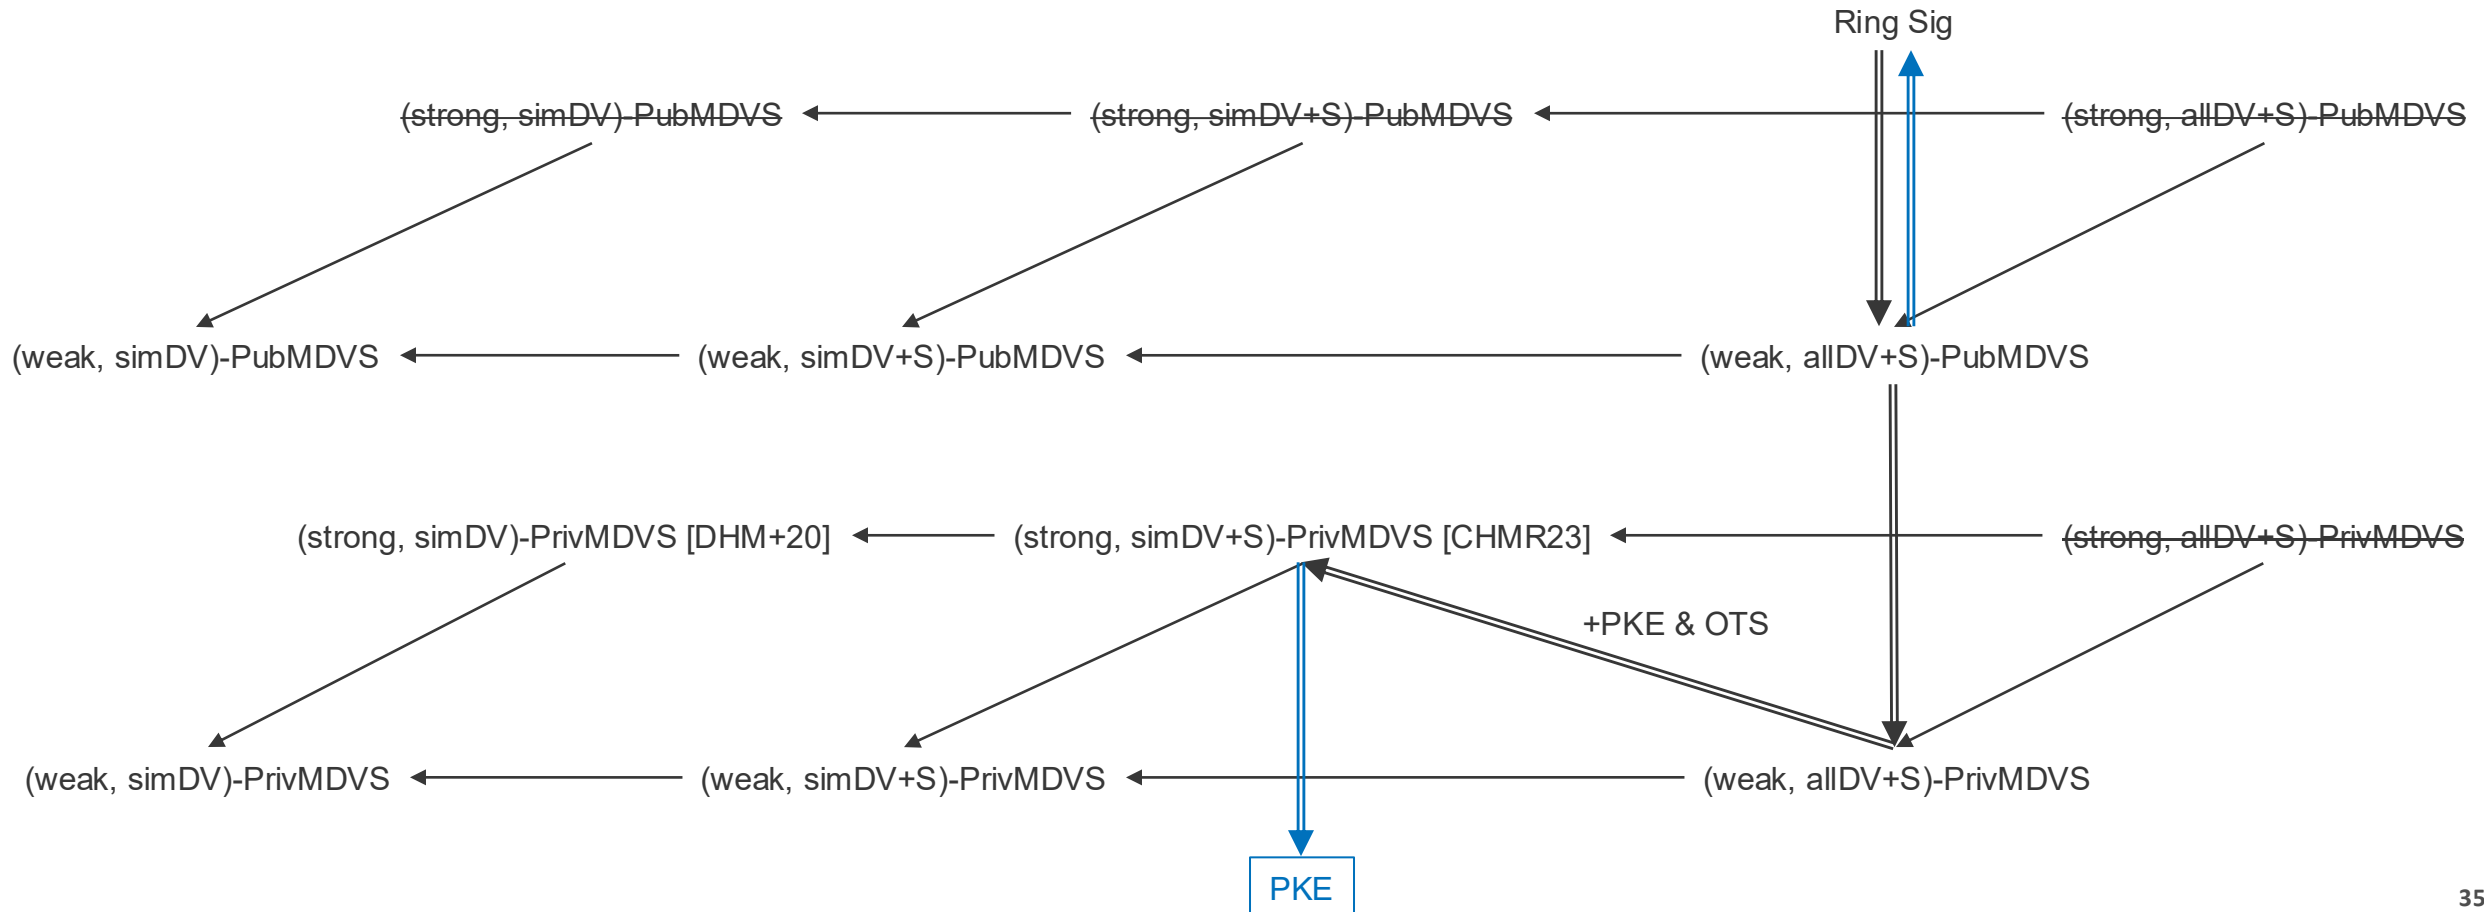 Ring Sig
(strong, simDV)-PubMDVS
(strong, simDV+S)-PubMDVS
(strong, allDV+S)-PubMDVS
(weak, simDV)-PubMDVS
(weak, simDV+S)-PubMDVS
(weak, allDV+S)-PubMDVS
(strong, simDV)-PrivMDVS [DHM+20]
(strong, simDV+S)-PrivMDVS [CHMR23]
(strong, allDV+S)-PrivMDVS
+PKE & OTS
(weak, simDV)-PrivMDVS
(weak, simDV+S)-PrivMDVS
(weak, allDV+S)-PrivMDVS
PKE
35